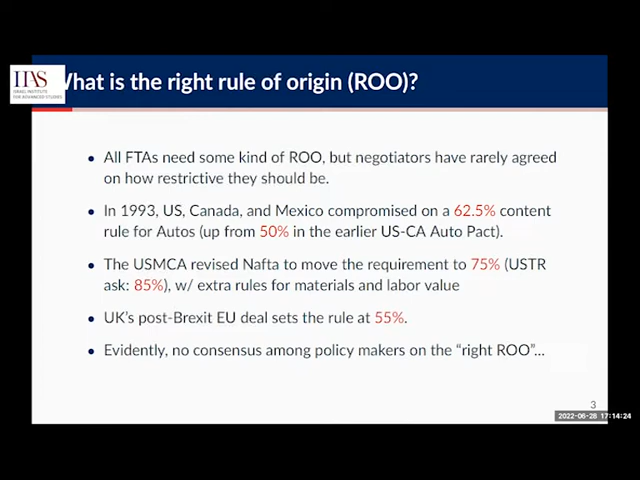 IIAS
ISRAEL INSTITUTE
FOR ADVANCED STUDIES
hat is the right rule of origin (ROO)?
• All FTAs need some kind of ROO, but negotiators have rarely agreed
on how restrictive they should be.
• In 1993, US, Canada, and Mexico compromised on a 62.5% content
rule for Autos (up from 50% in the earlier US-CA Auto Pact).
• The USMCA revised Nafta to move the requirement to 75% (USTR
ask: 85%), w/ extra rules for materials and labor value
• UK’s post-Brexit EU deal sets the rule at 55%.
• Evidently, no consensus among policy makers on the “right ROO”...
3
2022-06-28 17:14:24